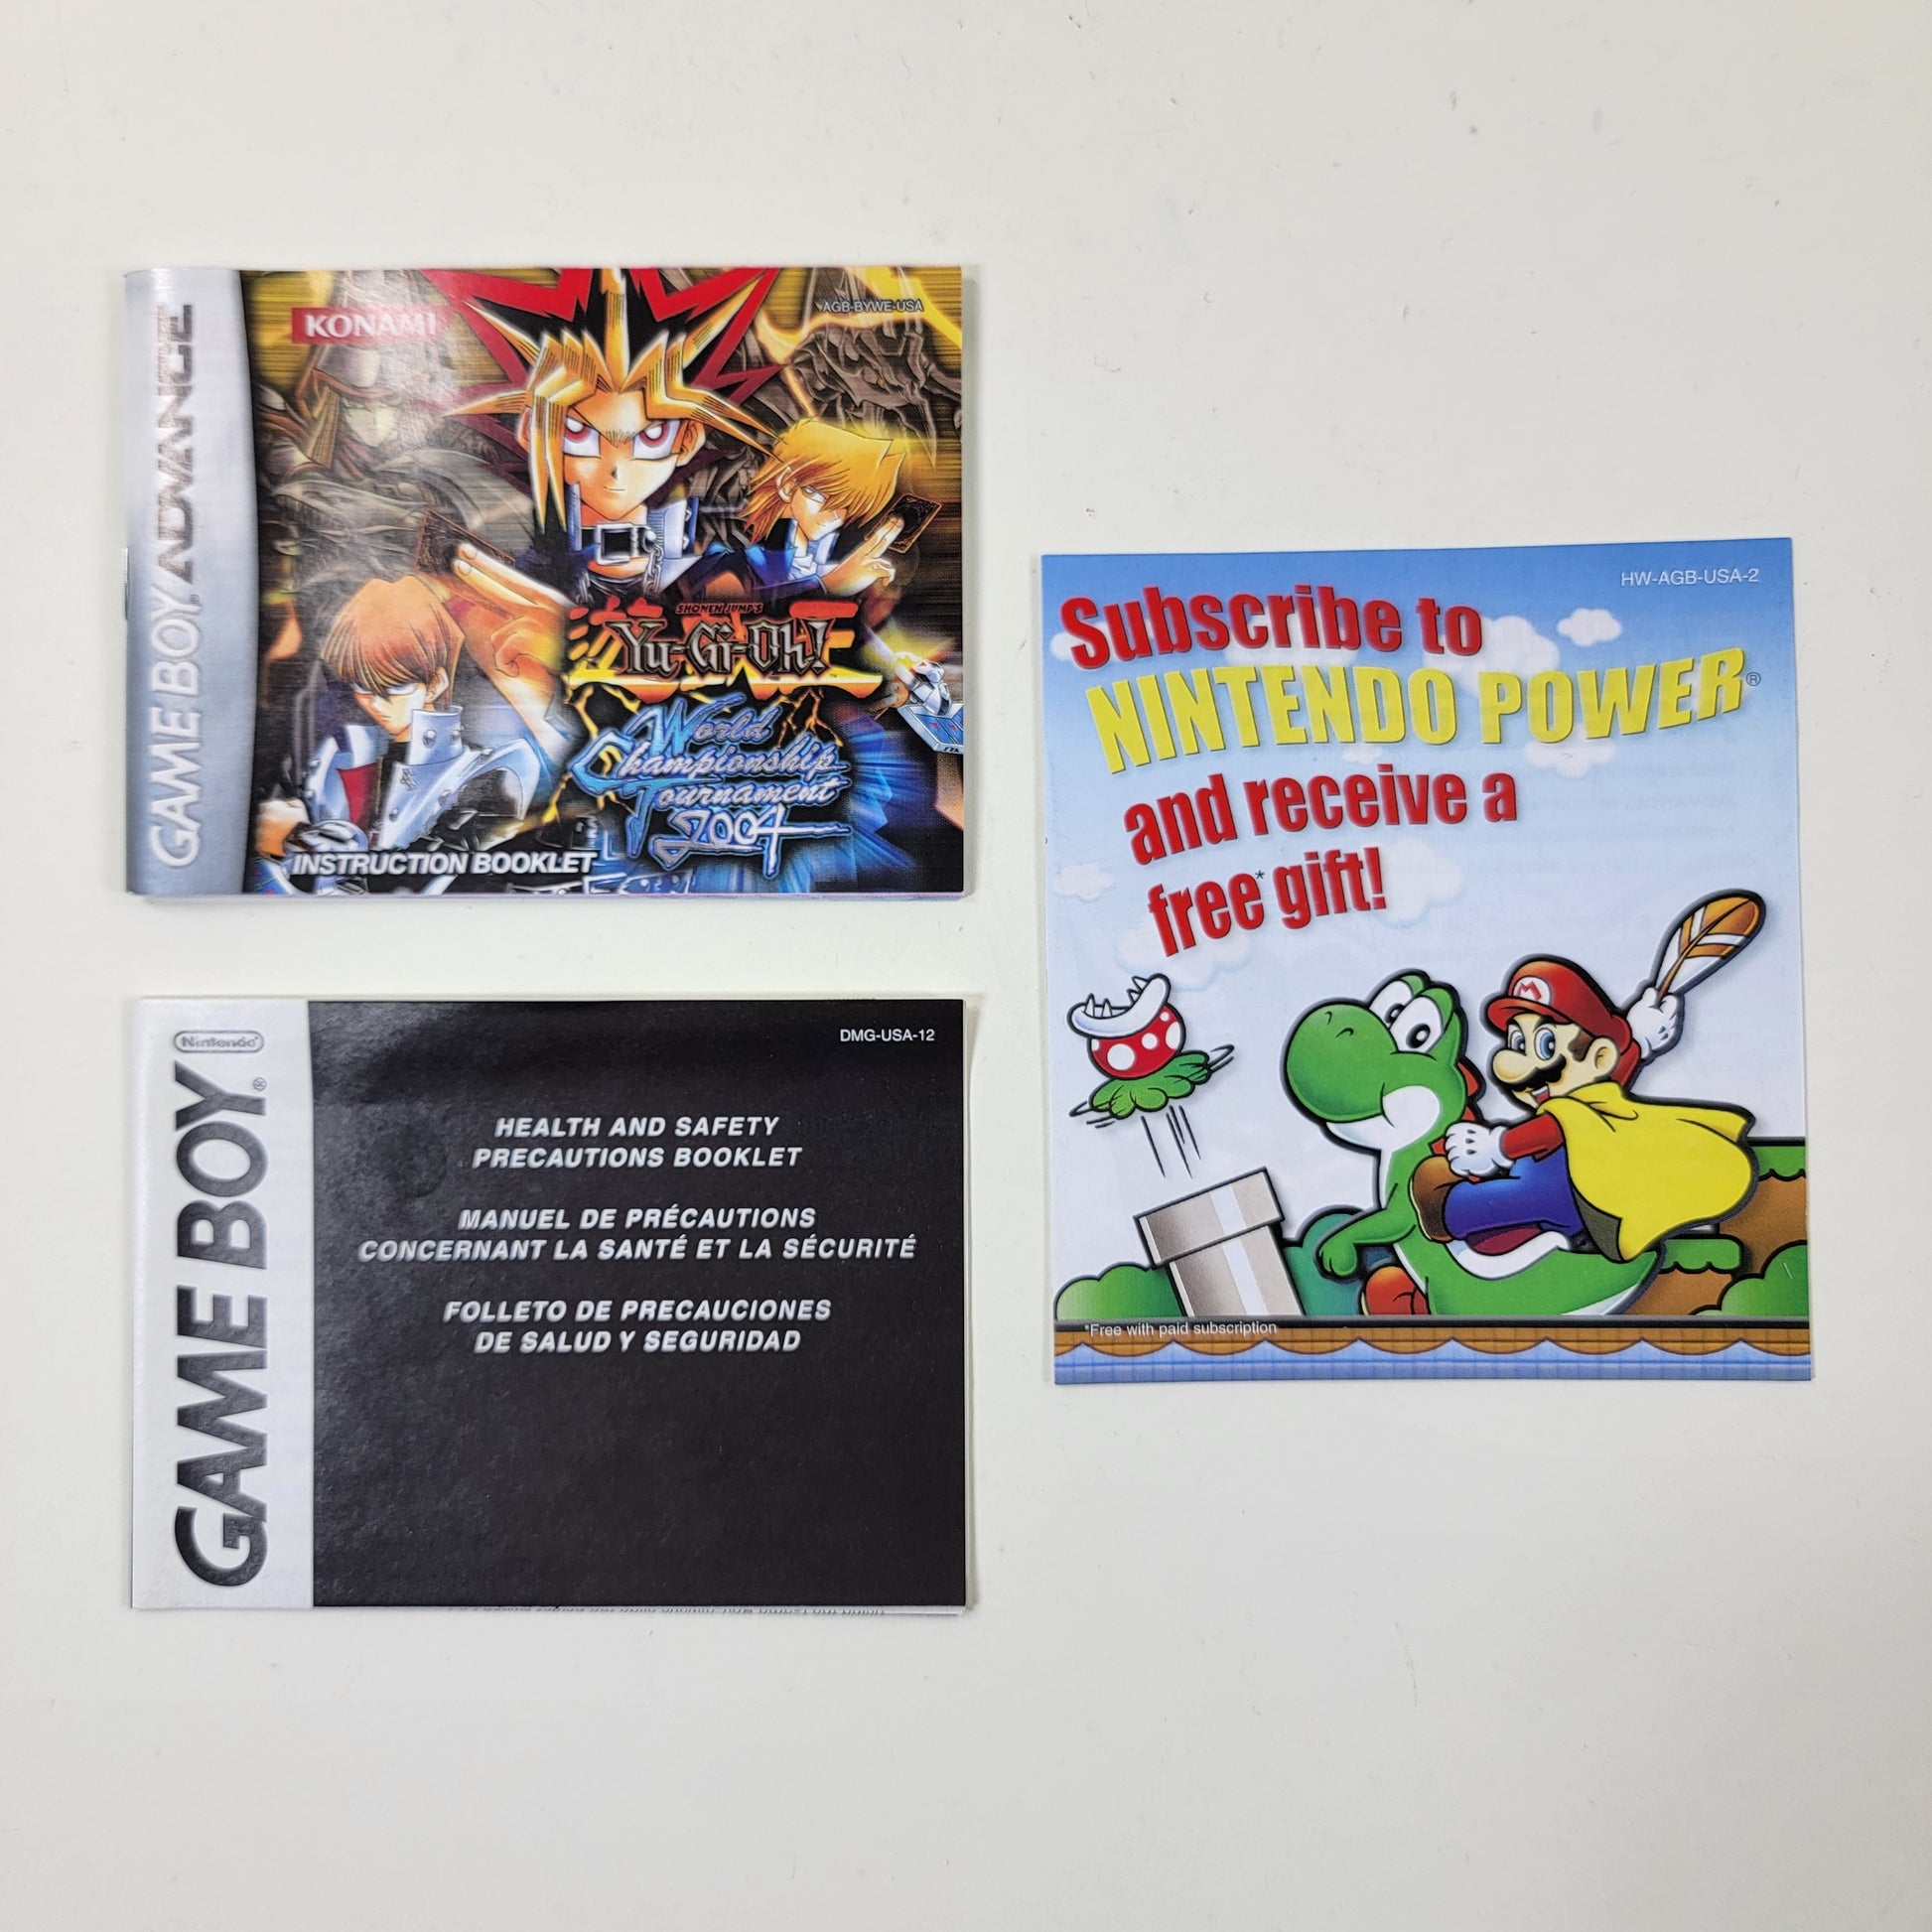 GAME BOY ADVANCE
KONAMI
AGB-BYWE-USA
SHONEN JUMP'S
Yu-Gi-Oh!
TM
World
Championship
Tournament
2004
INSTRUCTION BOOKLET
Nintendo®
GAME BOY®
DMG-USA-12
HEALTH AND SAFETY
PRECAUTIONS BOOKLET
MANUEL DE PRÉCAUTIONS
CONCERNANT LA SANTÉ ET LA SÉCURITÉ
FOLLETO DE PRECAUCIONES
DE SALUD Y SEGURIDAD
HW-AGB-USA-2
Subscribe to
NINTENDO POWER®
and receive a
free* gift!
M
*Free with paid subscription